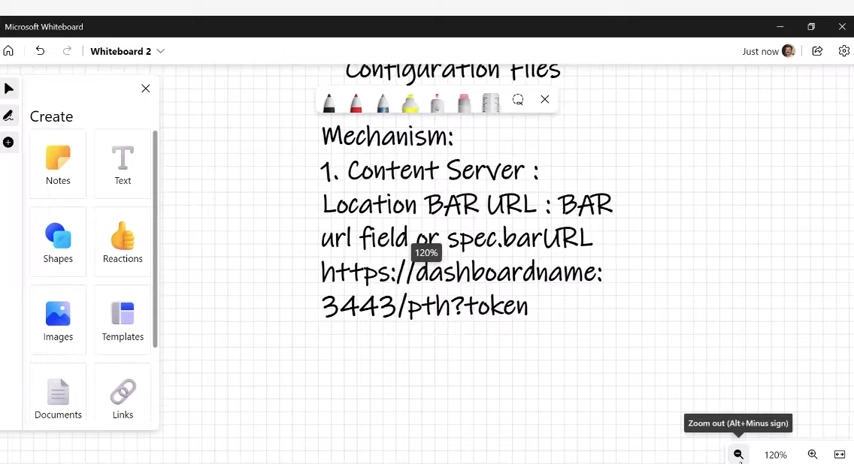 Microsoft Whiteboard
Whiteboard 2
Just now
Configuration Files
Create
Mechanism:
1. Content Server :
Location BAR URL : BAR
url field or spec.barURL
https://dashboardname:
3443/pth?token
120%
Notes
Text
Shapes
Reactions
Images
Templates
Documents
Links
Zoom out (Alt+Minus sign)
120%